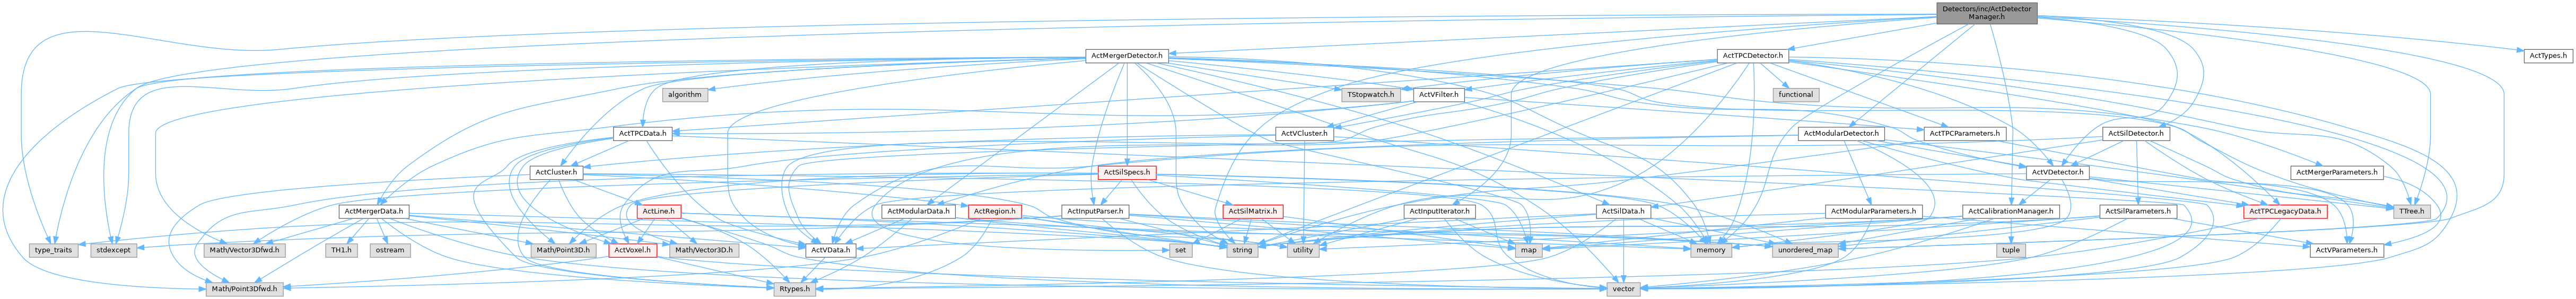 Detectors/inc/ActDetector
Manager.h
ActMergerDetector.h
ActTPCDetector.h
ActTypes.h
algorithm
TStopwatch.h
ActVFilter.h
functional
ActTPCData.h
ActVCluster.h
ActModularDetector.h
ActTPCParameters.h
ActSilDetector.h
ActCluster.h
ActSilSpecs.h
ActVDetector.h
ActMergerParameters.h
ActMergerData.h
ActLine.h
ActModularData.h
ActRegion.h
ActInputParser.h
ActSilMatrix.h
ActInputIterator.h
ActSilData.h
ActModularParameters.h
ActCalibrationManager.h
ActSilParameters.h
ActTPCLegacyData.h
TTree.h
type_traits
stdexcept
Math/Vector3Dfwd.h
TH1.h
ostream
Math/Point3D.h
ActVoxel.h
Math/Vector3D.h
ActVData.h
set
string
utility
map
memory
unordered_map
tuple
ActVParameters.h
Math/Point3Dfwd.h
Rtypes.h
vector